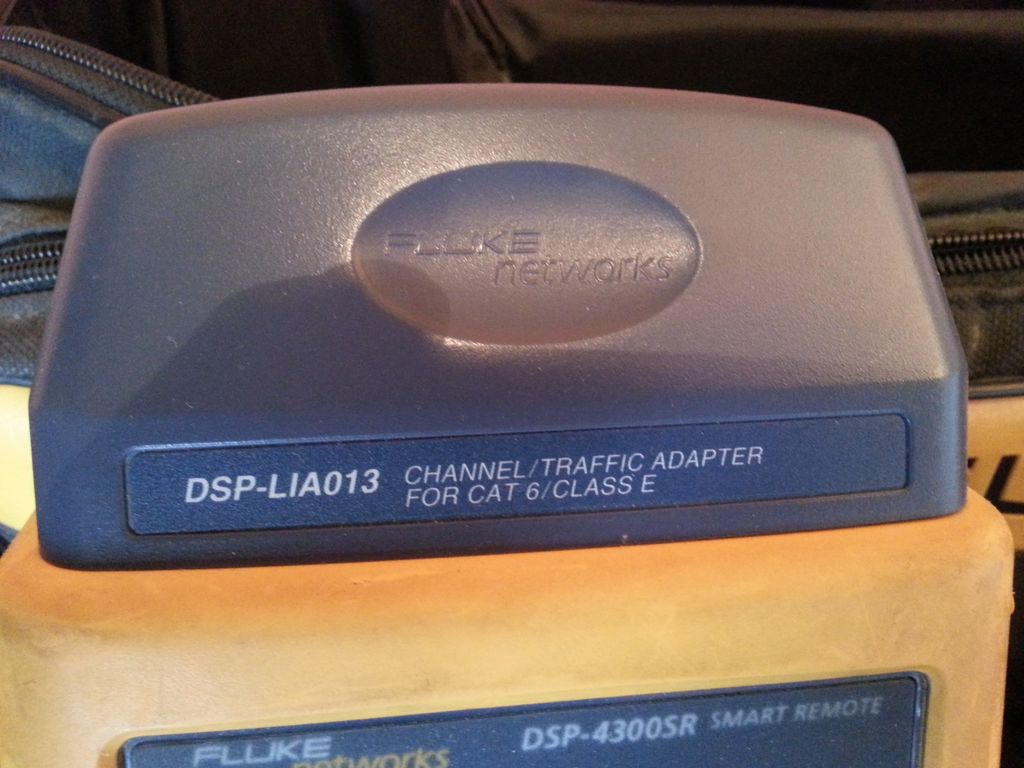 FLUKE
networks
DSP-LIA013 CHANNEL/TRAFFIC ADAPTER
FOR CAT 6/CLASS E
FLUKE
networks
DSP-4300SR SMART REMOTE